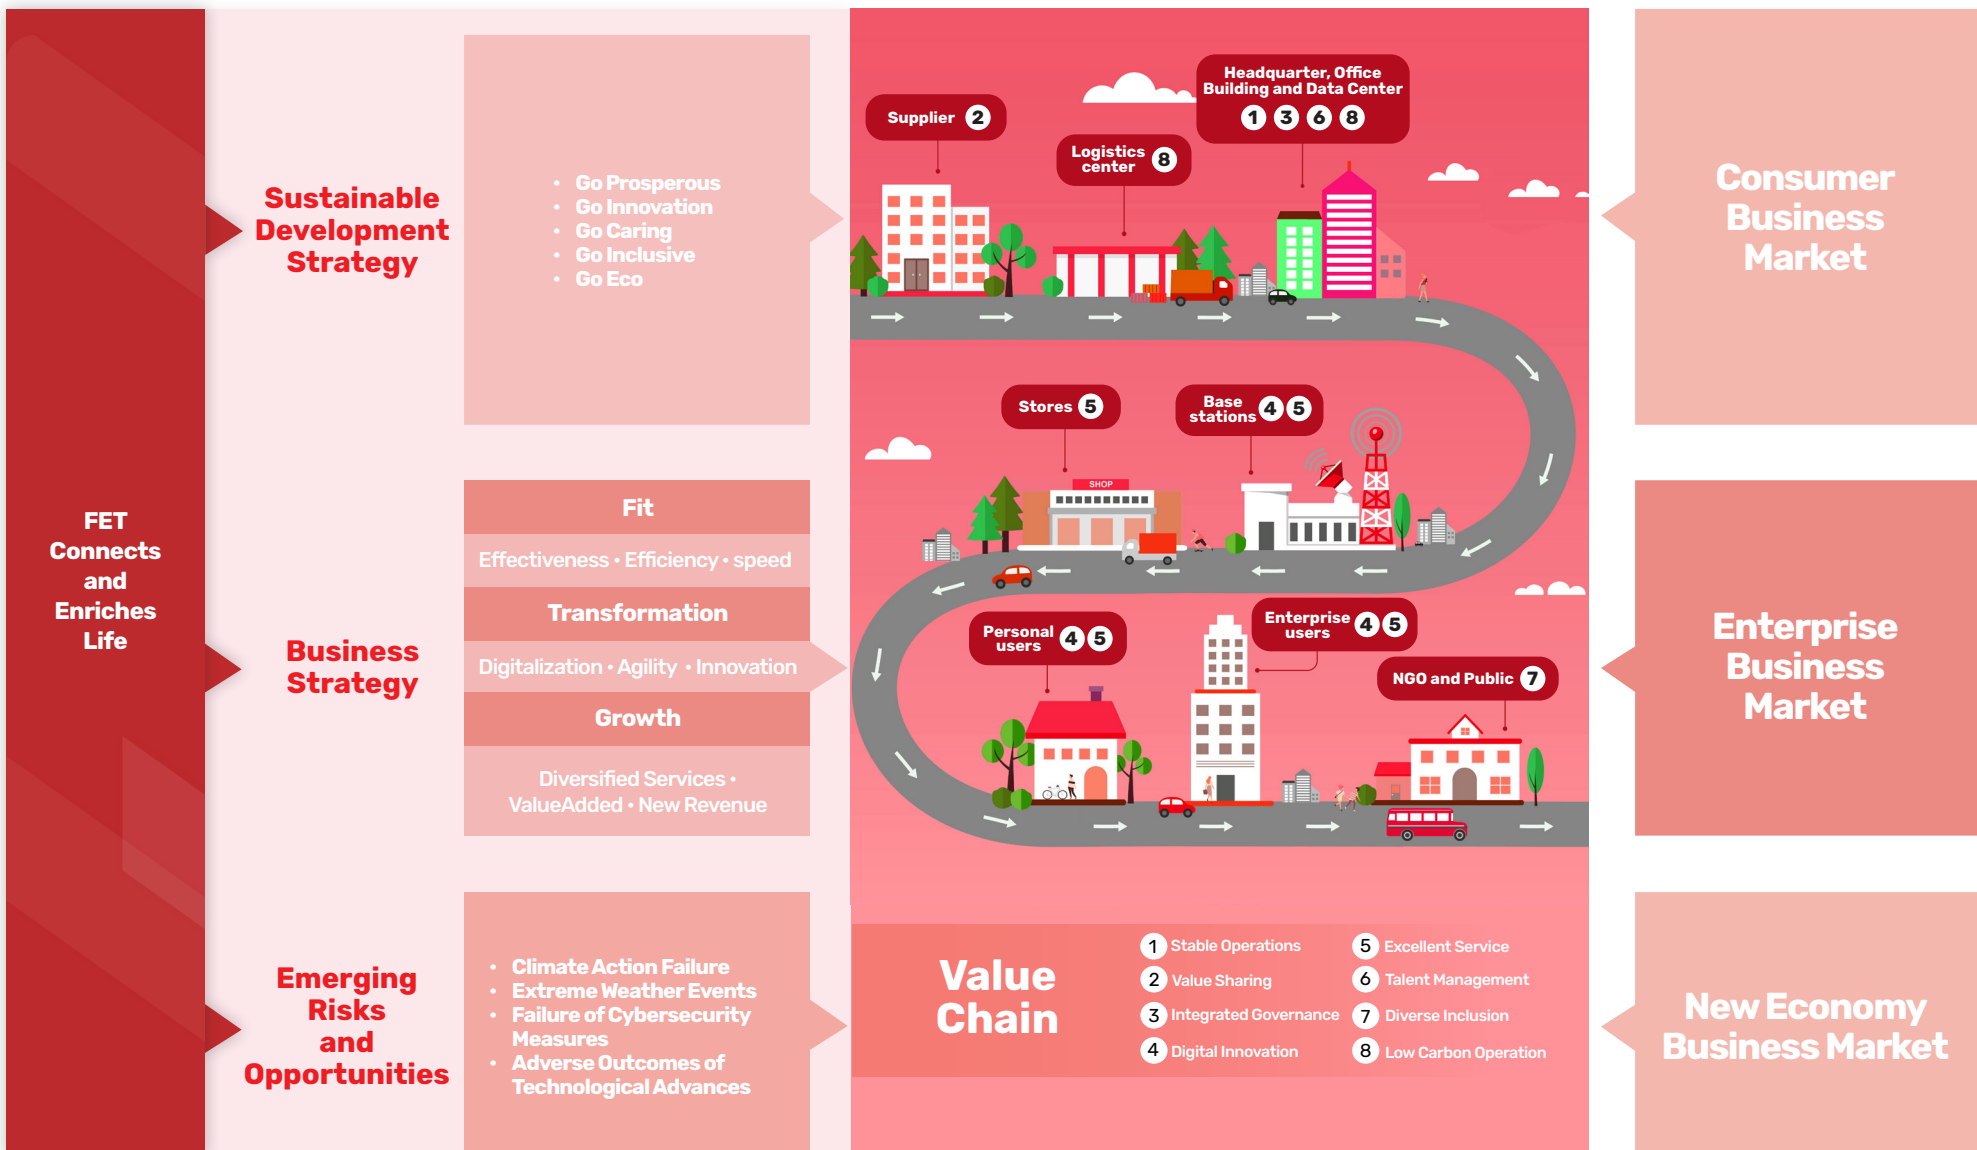 FET
Connects
and
Enriches
Life
Sustainable
Development
Strategy
• Go Prosperous
• Go Innovation
• Go Caring
• Go Inclusive
• Go Eco
Business
Strategy
Fit
Effectiveness • Efficiency • speed
Transformation
Digitalization • Agility • Innovation
Growth
Diversified Services •
ValueAdded • New Revenue
Emerging
Risks
and
Opportunities
• Climate Action Failure
• Extreme Weather Events
• Failure of Cybersecurity
Measures
• Adverse Outcomes of
Technological Advances
Supplier 2
Logistics
center 8
Headquarter, Office
Building and Data Center
1 3 6 8
Stores 5
Base
stations 4 5
SHOP
Personal
users 4 5
Enterprise
users 4 5
NGO and Public 7
Value
Chain
1 Stable Operations
2 Value Sharing
3 Integrated Governance
4 Digital Innovation
5 Excellent Service
6 Talent Management
7 Diverse Inclusion
8 Low Carbon Operation
Consumer
Business
Market
Enterprise
Business
Market
New Economy
Business Market